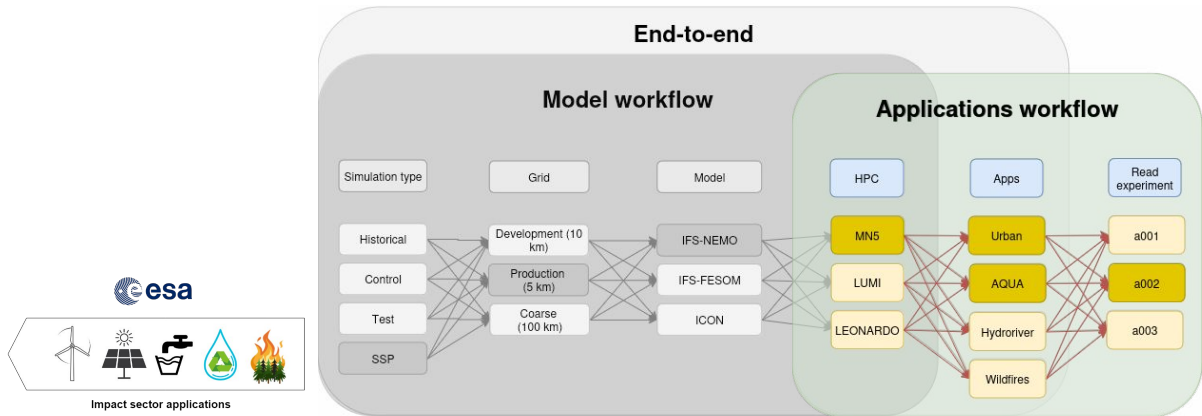 End-to-end
Model workflow
Applications workflow
Simulation type
Grid
Model
HPC
Apps
Read
experiment
Historical
Development (10
km)
IFS-NEMO
MN5
Urban
a001
Control
Production
(5 km)
IFS-FESOM
LUMI
AQUA
a002
Test
Coarse
(100 km)
ICON
LEONARDO
Hydroriver
a003
SSP
Wildfires
esa
Impact sector applications